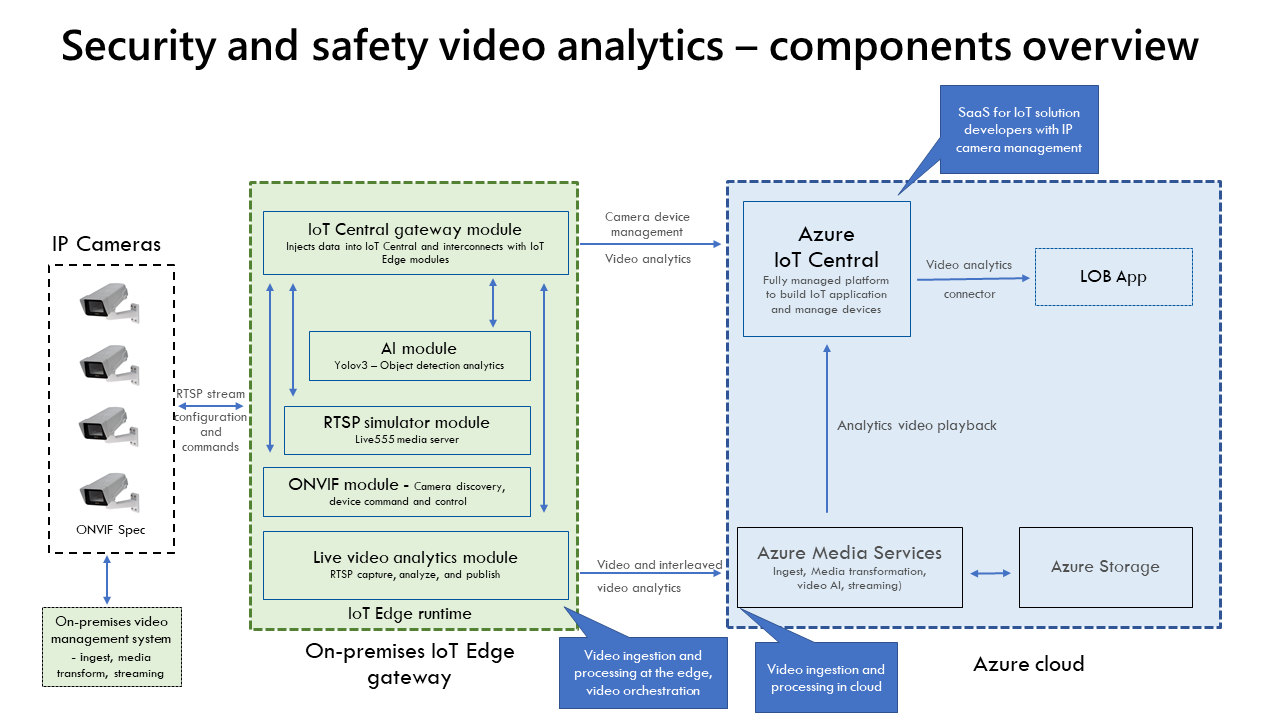 Security and safety video analytics – components overview
SaaS for IoT solution
developers with IP
camera management
IP Cameras
ONVIF Spec
On-premises video
management system
- ingest, media
transform, streaming
RTSP stream
configuration
and
commands
IoT Central gateway module
Injects data into IoT Central and interconnects with IoT
Edge modules
AI module
Yolov3 – Object detection analytics
RTSP simulator module
Live555 media server
ONVIF module - Camera discovery,
device command and control
Live video analytics module
RTSP capture, analyze, and publish
IoT Edge runtime
On-premises IoT Edge
gateway
Video ingestion and
processing at the edge,
video orchestration
Camera device
management
Video analytics
Video and interleaved
video analytics
Azure
IoT Central
Fully managed platform
to build IoT application
and manage devices
Video analytics
connector
LOB App
Analytics video playback
Azure Media Services
Ingest, Media transformation,
video AI, streaming)
Azure Storage
Video ingestion and
processing in cloud
Azure cloud